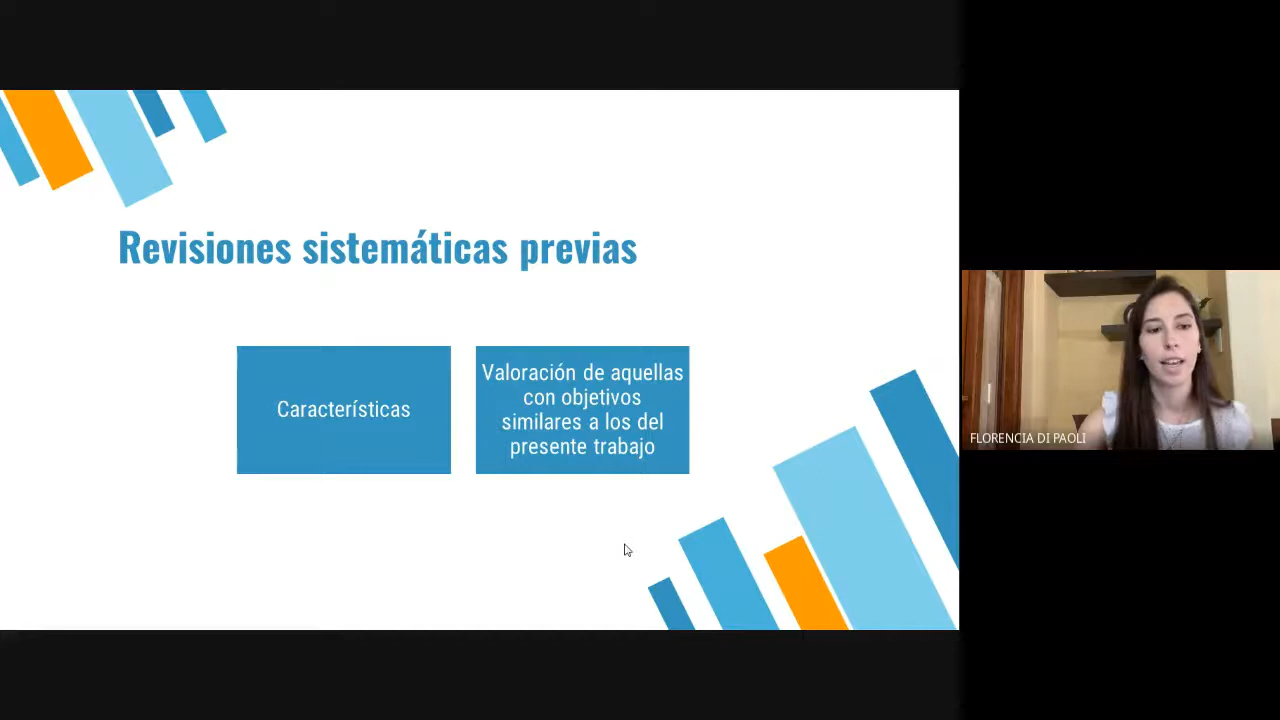 Revisiones sistemáticas previas
Características
Valoración de aquellas
con objetivos
similares a los del
presente trabajo
FLORENCIA DI PAOLI